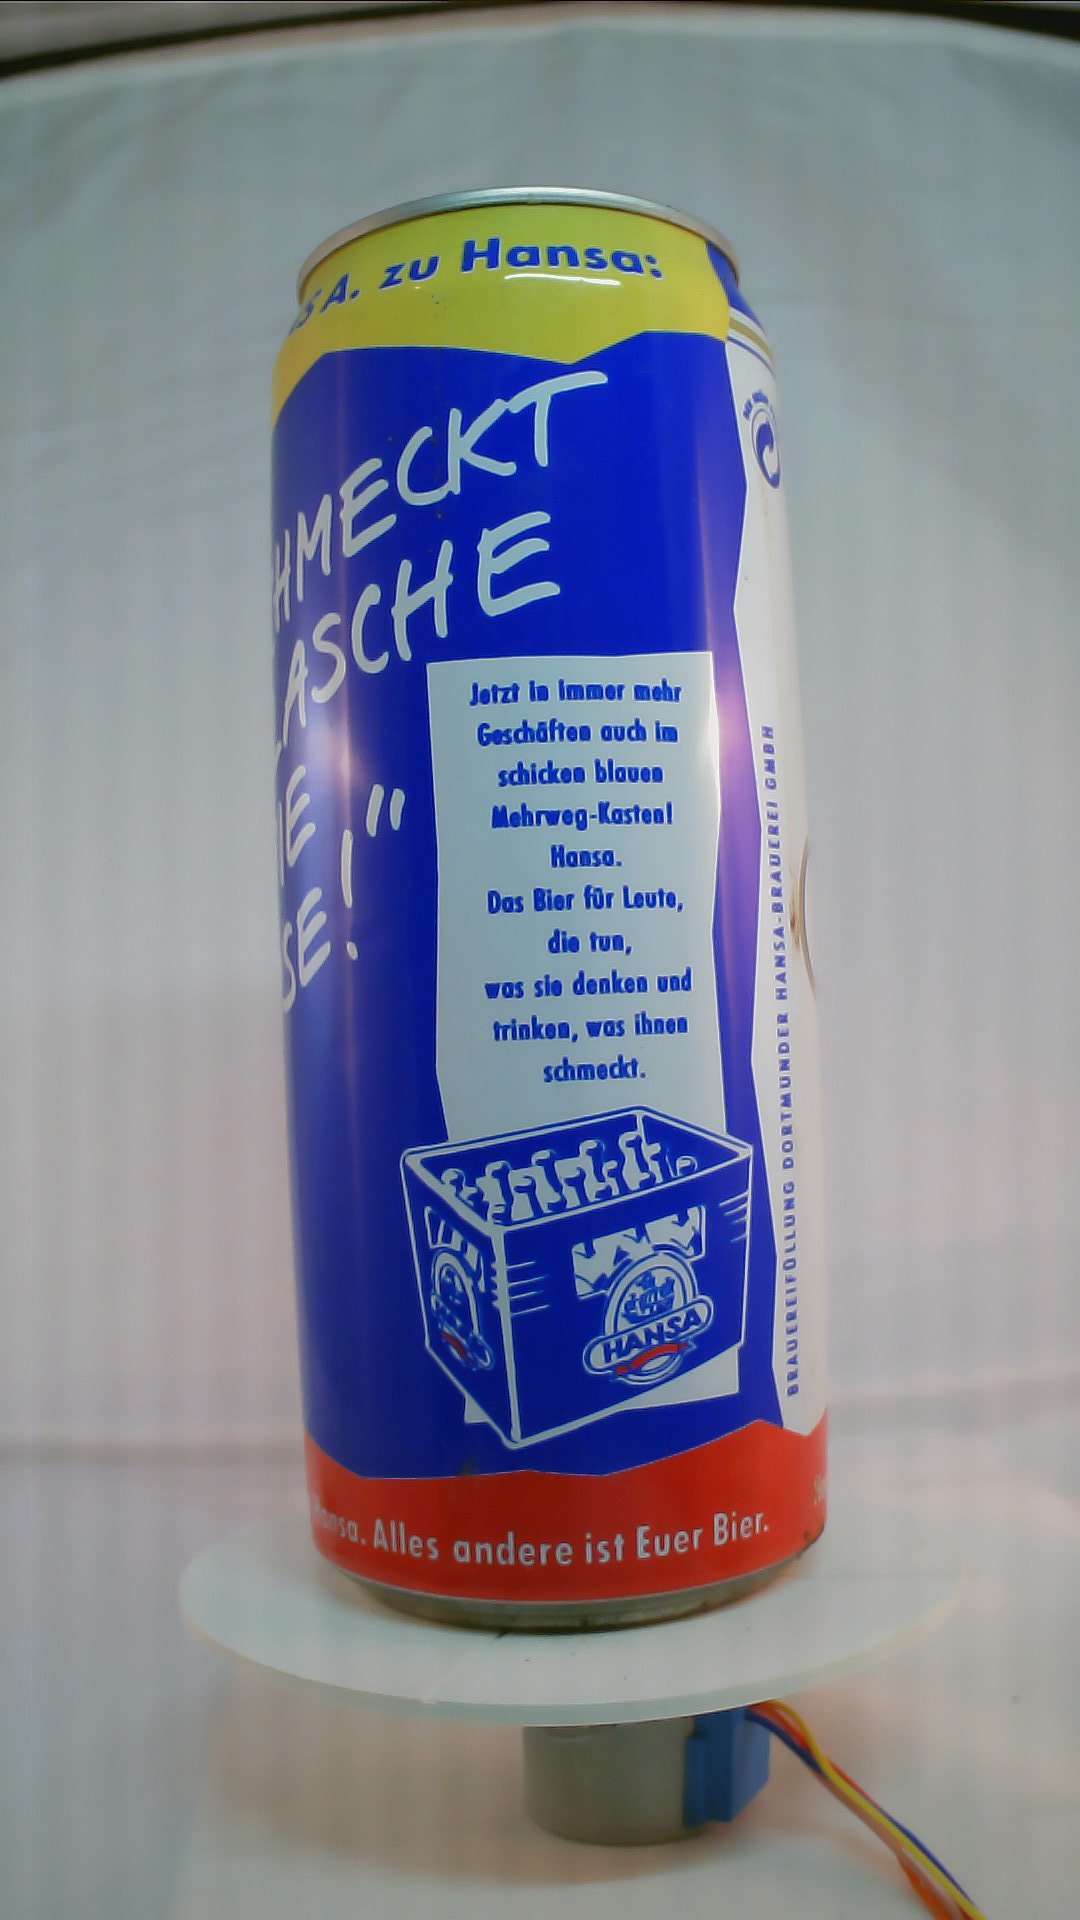 A. zu Hansa:
SCHMECKT
ASCHE
SE!"
Jetzt in immer mehr
Geschäften auch im
schicken blauen
Mehrweg-Kasten!
Hansa.
Das Bier für Leute,
die tun,
was sie denken und
trinken, was ihnen
schmeckt.
HANSA
Hansa. Alles andere ist Euer Bier.
BRAUEREIFÜLLUNG DORTMUNDER HANSA-BRAUEREI GMBH